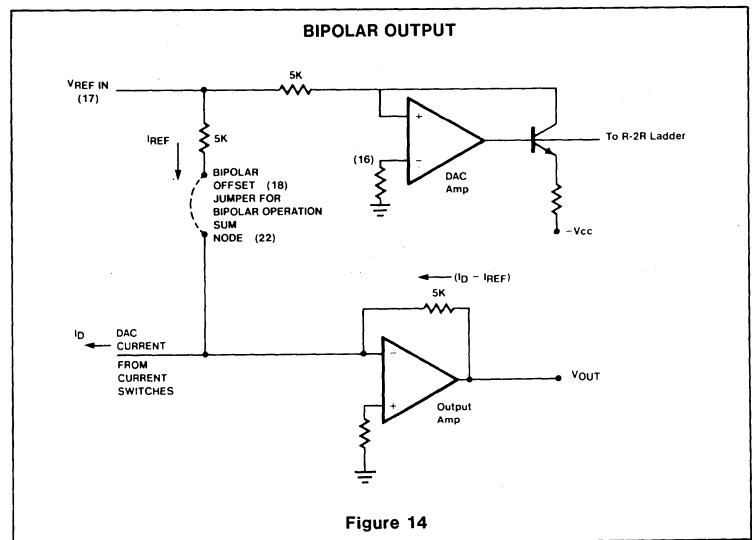 BIPOLAR OUTPUT
VREF IN
(17)
5K
IREF
5K
BIPOLAR
OFFSET (18)
JUMPER FOR
BIPOLAR OPERATION
SUM
NODE (22)
+
(16)
−
DAC
Amp
To R-2R Ladder
−Vcc
(ID − IREF)
5K
ID
DAC
CURRENT
FROM
CURRENT
SWITCHES
−
+
Output
Amp
VOUT
Figure 14